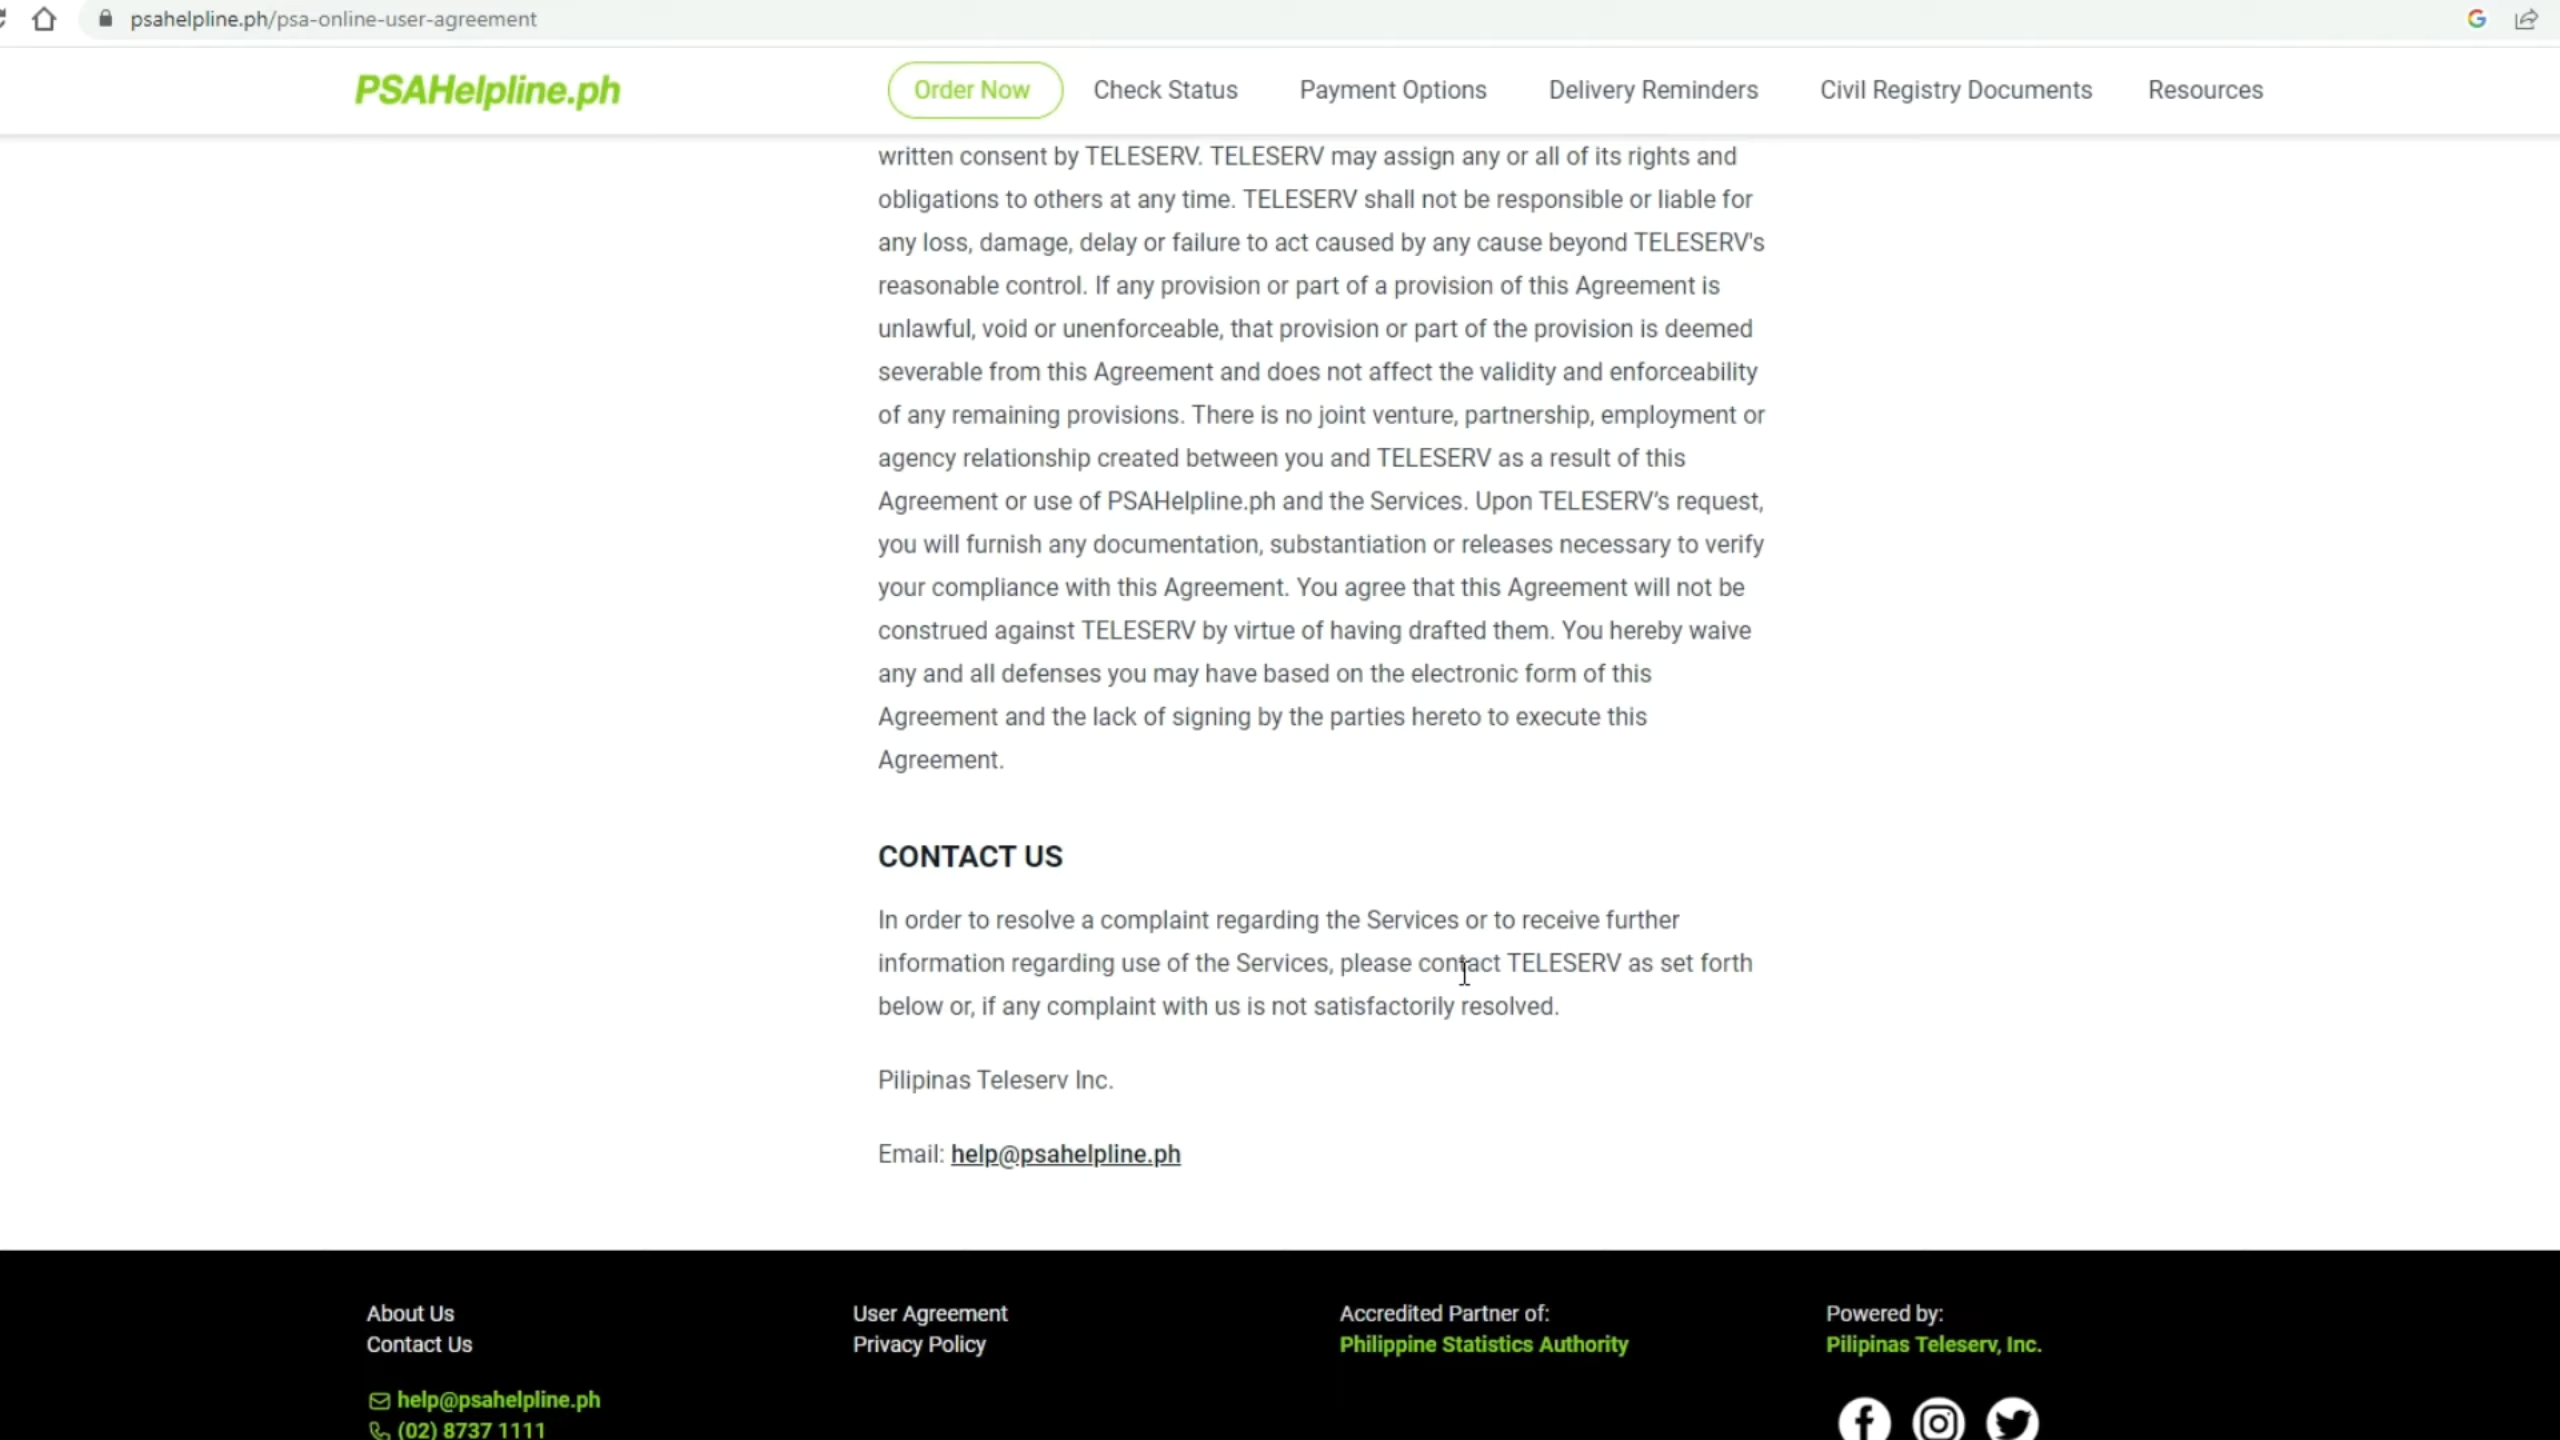 psahelpline.ph/psa-online-user-agreement
PSAHelpline.ph
Order Now
Check Status
Payment Options
Delivery Reminders
Civil Registry Documents
Resources
written consent by TELESERV. TELESERV may assign any or all of its rights and
obligations to others at any time. TELESERV shall not be responsible or liable for
any loss, damage, delay or failure to act caused by any cause beyond TELESERV's
reasonable control. If any provision or part of a provision of this Agreement is
unlawful, void or unenforceable, that provision or part of the provision is deemed
severable from this Agreement and does not affect the validity and enforceability
of any remaining provisions. There is no joint venture, partnership, employment or
agency relationship created between you and TELESERV as a result of this
Agreement or use of PSAHelpline.ph and the Services. Upon TELESERV’s request,
you will furnish any documentation, substantiation or releases necessary to verify
your compliance with this Agreement. You agree that this Agreement will not be
construed against TELESERV by virtue of having drafted them. You hereby waive
any and all defenses you may have based on the electronic form of this
Agreement and the lack of signing by the parties hereto to execute this
Agreement.
CONTACT US
In order to resolve a complaint regarding the Services or to receive further
information regarding use of the Services, please contact TELESERV as set forth
below or, if any complaint with us is not satisfactorily resolved.
Pilipinas Teleserv Inc.
Email: help@psahelpline.ph
About Us
Contact Us
help@psahelpline.ph
(02) 8737 1111
User Agreement
Privacy Policy
Accredited Partner of:
Philippine Statistics Authority
Powered by:
Pilipinas Teleserv, Inc.